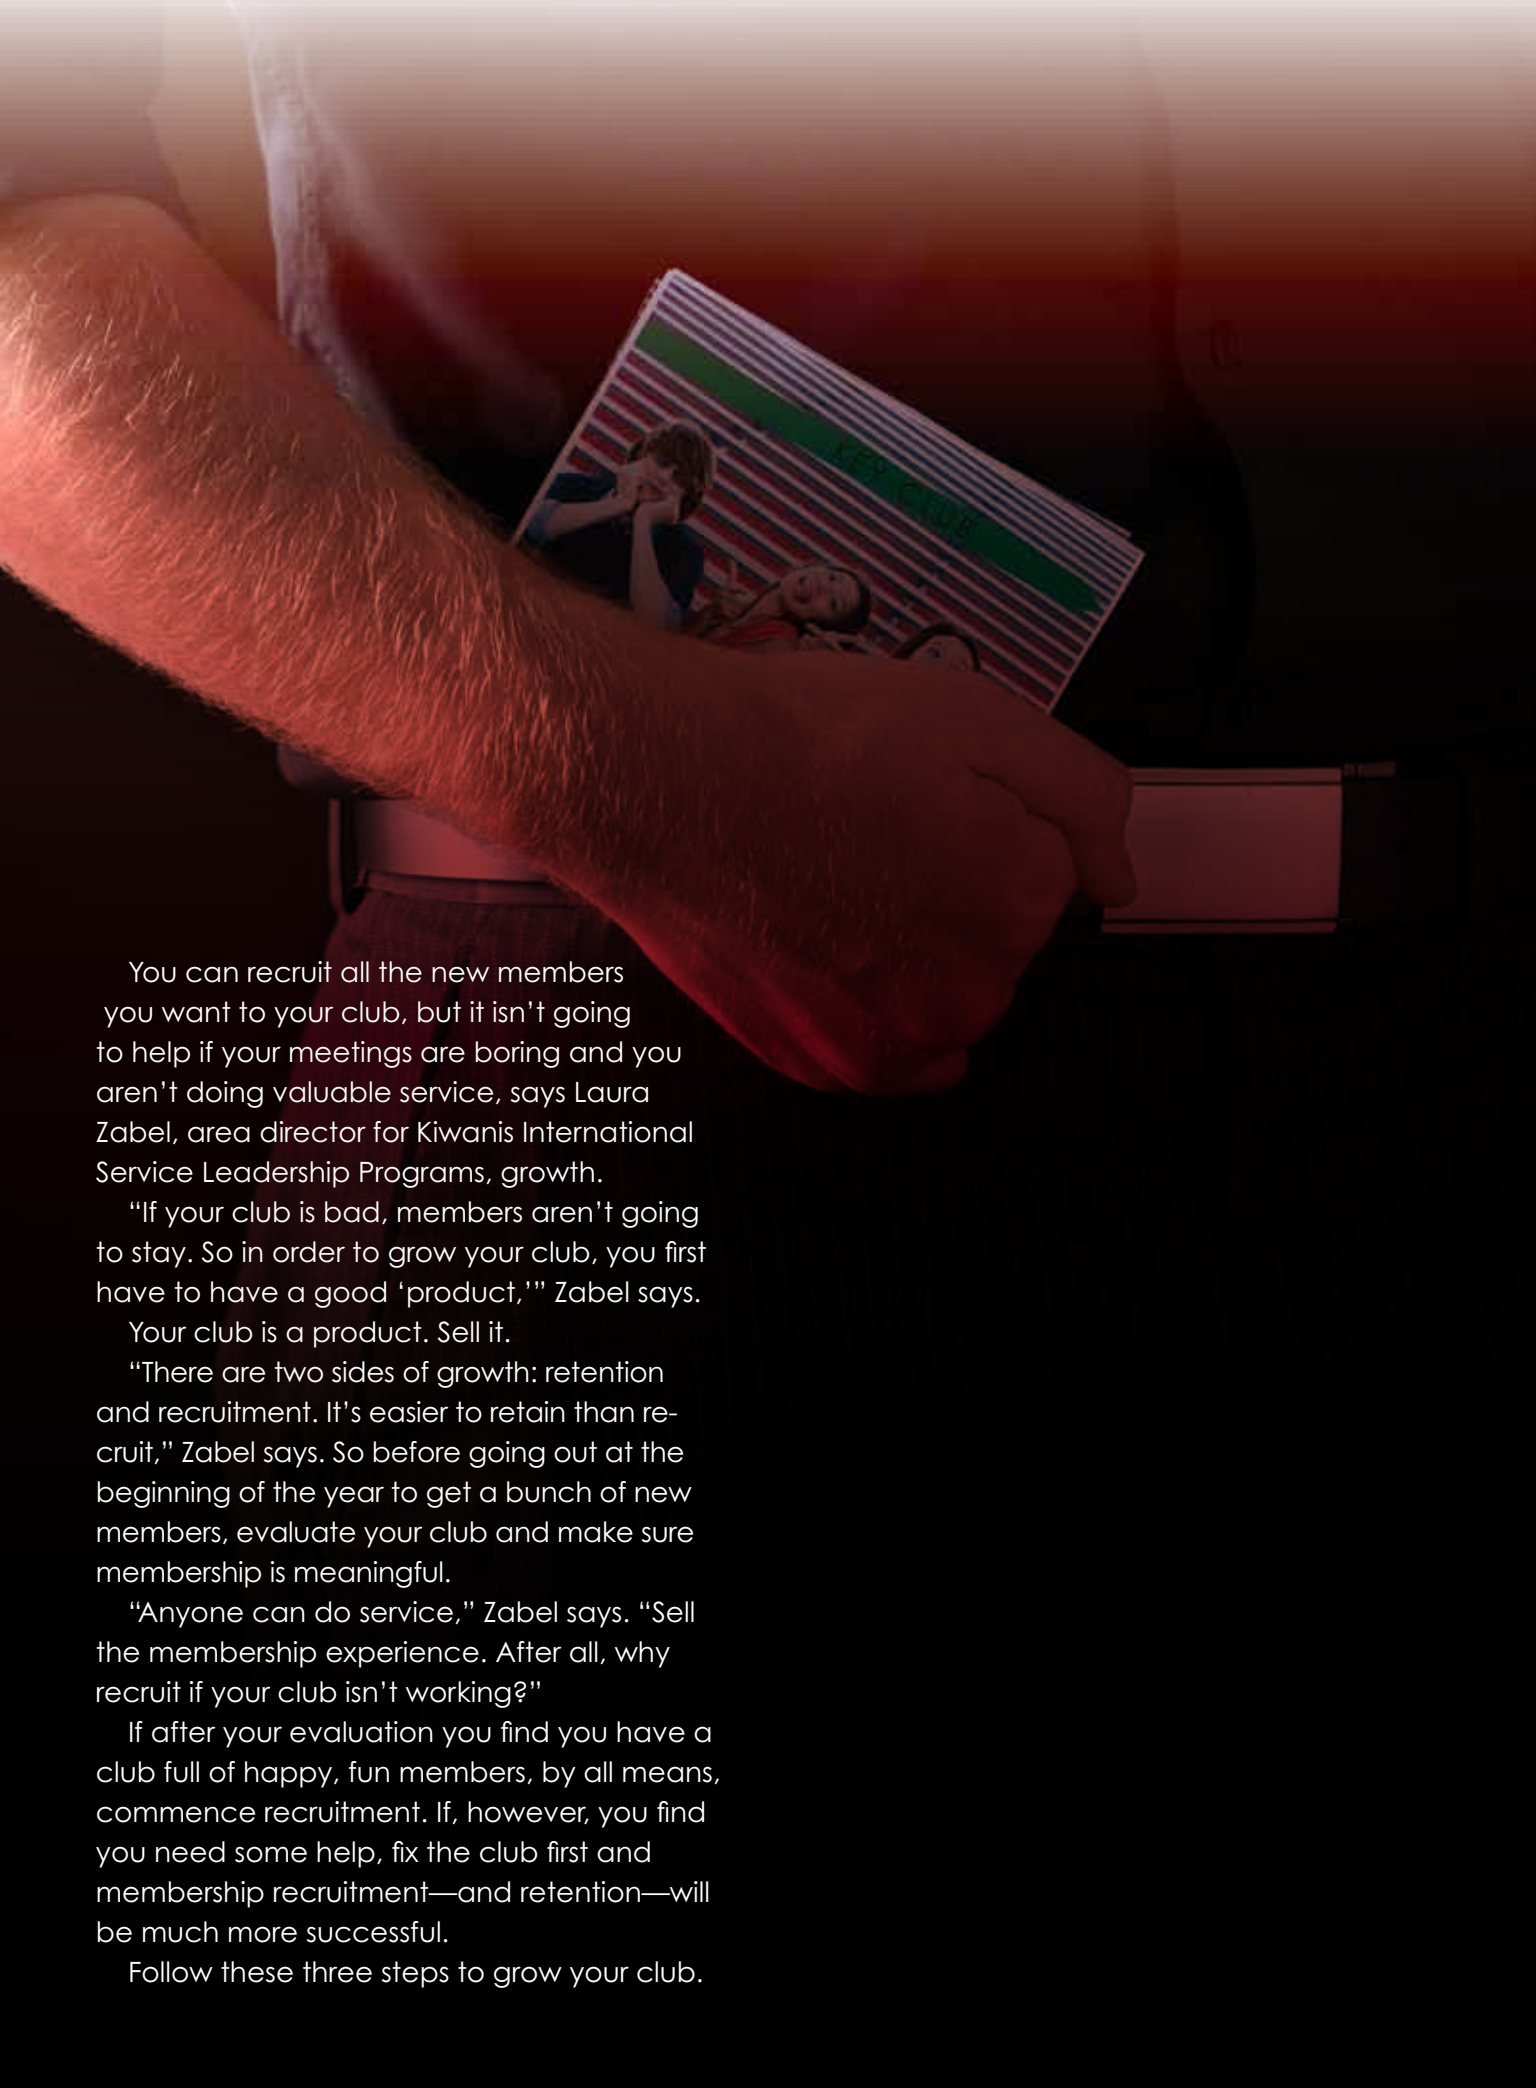 KEY CLUB
You can recruit all the new members
you want to your club, but it isn’t going
to help if your meetings are boring and you
aren’t doing valuable service, says Laura
Zabel, area director for Kiwanis International
Service Leadership Programs, growth.
“If your club is bad, members aren’t going
to stay. So in order to grow your club, you first
have to have a good ‘product,’” Zabel says.
Your club is a product. Sell it.
“There are two sides of growth: retention
and recruitment. It’s easier to retain than re-
cruit,” Zabel says. So before going out at the
beginning of the year to get a bunch of new
members, evaluate your club and make sure
membership is meaningful.
“Anyone can do service,” Zabel says. “Sell
the membership experience. After all, why
recruit if your club isn’t working?”
If after your evaluation you find you have a
club full of happy, fun members, by all means,
commence recruitment. If, however, you find
you need some help, fix the club first and
membership recruitment—and retention—will
be much more successful.
Follow these three steps to grow your club.